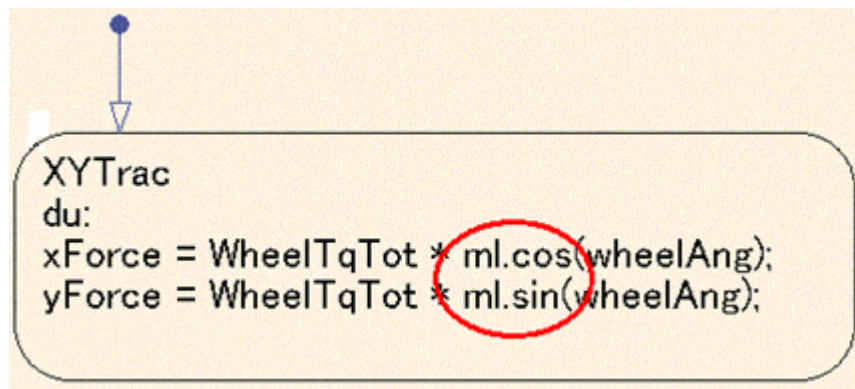 XYTrac
du:
xForce = WheelTqTot * ml.cos(wheelAng);
yForce = WheelTqTot * ml.sin(wheelAng);